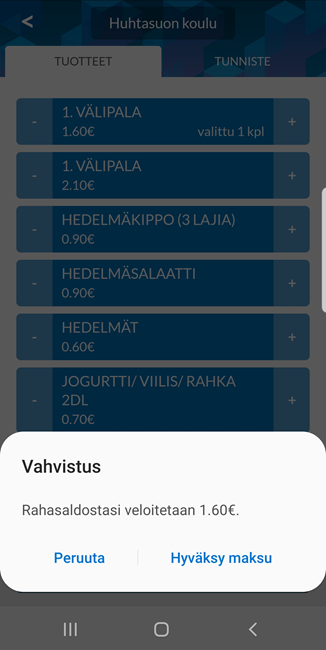 Huhtasuon koulu
TUOTTEET
TUNNISTE
1. VÄLIPALA
1.60€
valittu 1 kpl
1. VÄLIPALA
2.10€
HEDELMÄKIPPO (3 LAJIA)
0.90€
HEDELMÄSALAATTI
0.90€
HEDELMÄT
0.60€
JOGURTTI/ VIILIS/ RAHKA
2DL
0.70€
Vahvistus
Rahasaldostasi veloitetaan 1.60€.
Peruuta
Hyväksy maksu